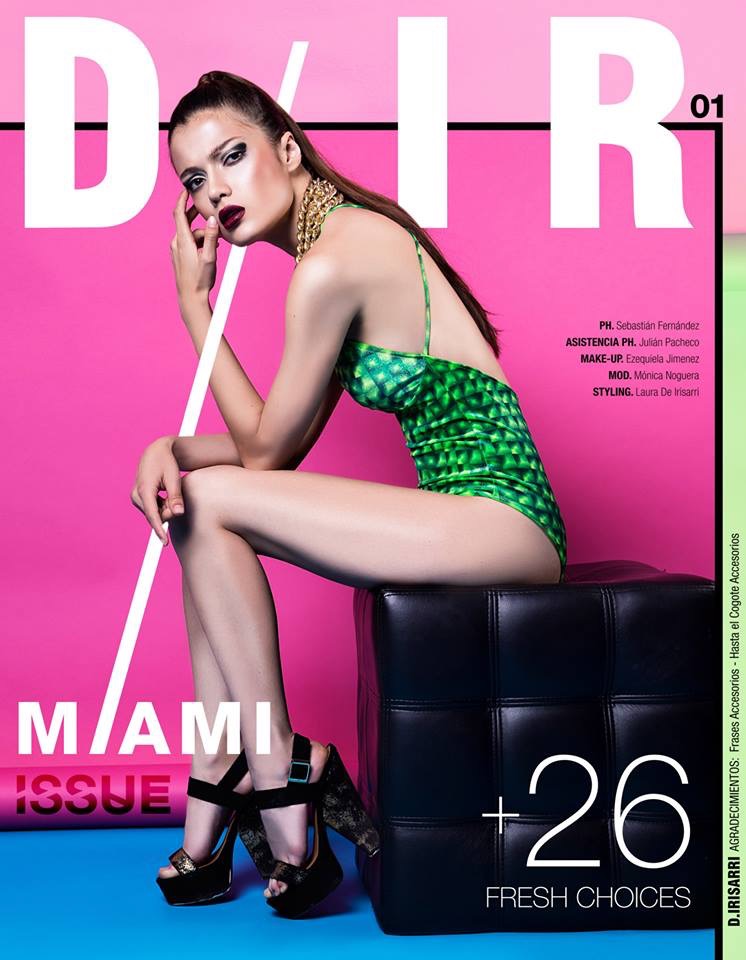 D/IR
01
PH. Sebastián Fernández
ASISTENCIA PH. Julián Pacheco
MAKE-UP. Ezequiela Jimenez
MOD. Mónica Noguera
STYLING. Laura De Irisarri
M/AMI
ISSUE
+26
FRESH CHOICES
D.IRISARRI AGRADECIMIENTOS: Frases Accesorios - Hasta el Cogote Accesorios